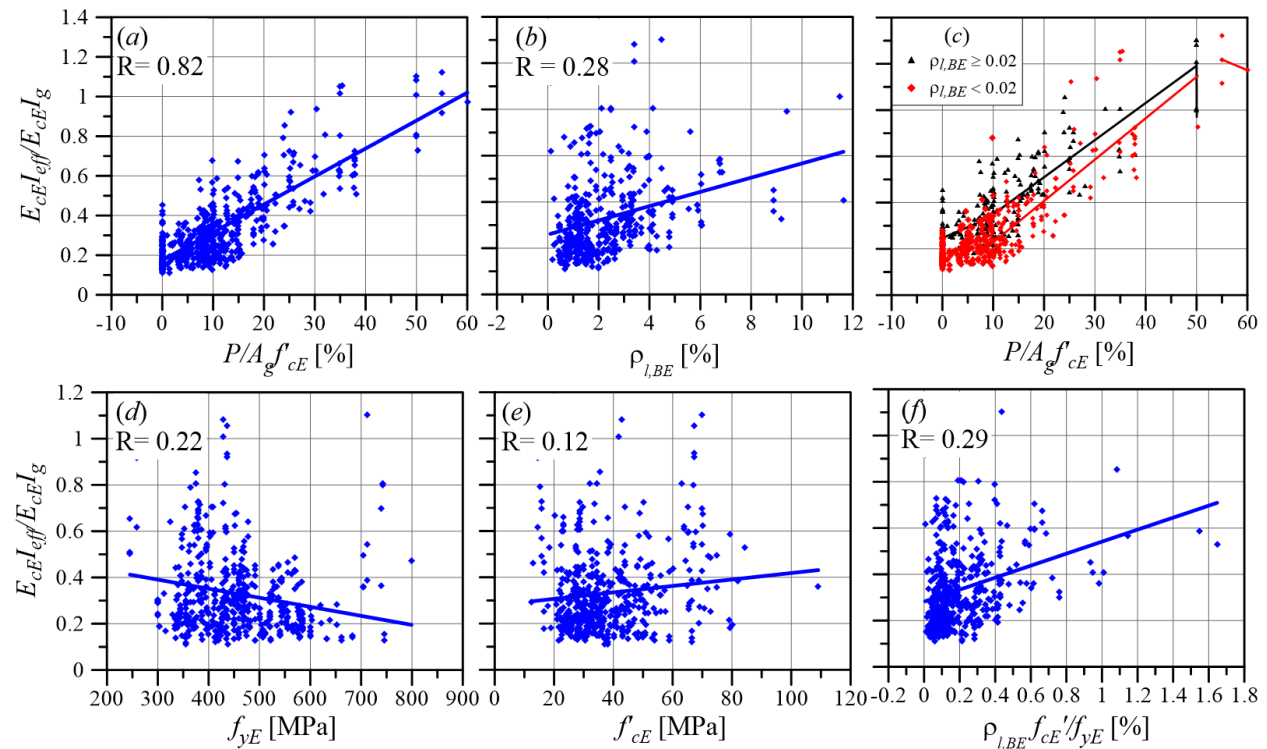 (a)
R= 0.82
E_cE I_eff/E_cE I_g
1.4
1.2
1
0.8
0.6
0.4
0.2
0
-10 0 10 20 30 40 50 60
P/A_g f'_cE [%]
(b)
R = 0.28
-2 0 2 4 6 8 10 12
ρ_l,BE [%]
(c)
ρ_l,BE ≥ 0.02
ρ_l,BE < 0.02
-10 0 10 20 30 40 50 60
P/A_g f'_cE [%]
(d)
R= 0.22
E_cE I_eff/E_cE I_g
1.2
1
0.8
0.6
0.4
0.2
0
200 300 400 500 600 700 800 900
f_yE [MPa]
(e)
R= 0.12
0 20 40 60 80 100 120
f'_cE [MPa]
(f)
R= 0.29
-0.2 0 0.2 0.4 0.6 0.8 1 1.2 1.4 1.6 1.8
ρ_l,BE f_cE'/f_yE [%]